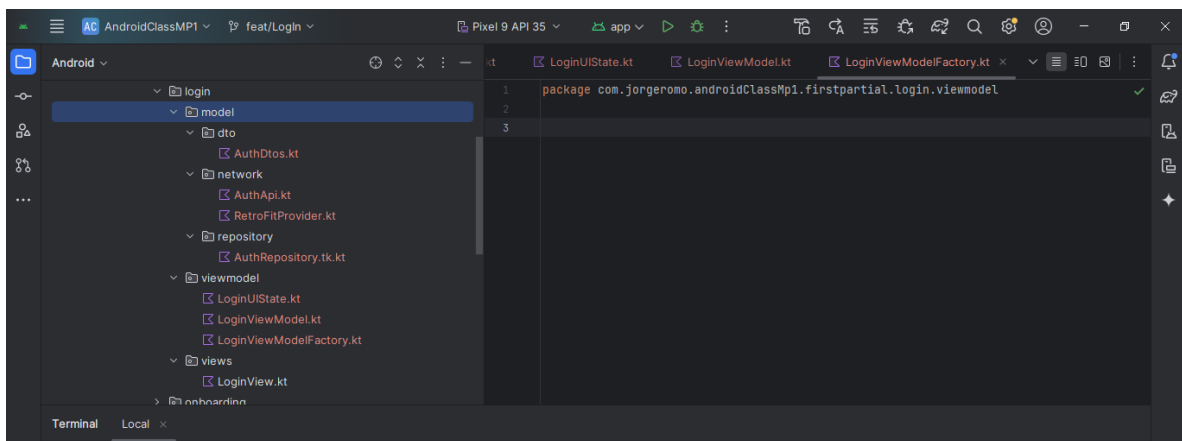 AC AndroidClassMP1 feat/LogIn Pixel 9 API 35 app
Android
login
model
dto
AuthDtos.kt
network
AuthApi.kt
RetroFitProvider.kt
repository
AuthRepository.tk.kt
viewmodel
LoginUIState.kt
LoginViewModel.kt
LoginViewModelFactory.kt
views
LoginView.kt
onboarding
.kt LoginUIState.kt LoginViewModel.kt LoginViewModelFactory.kt
1 package com.jorgeromo.androidClassMp1.firstpartial.login.viewmodel
2
3
Terminal Local